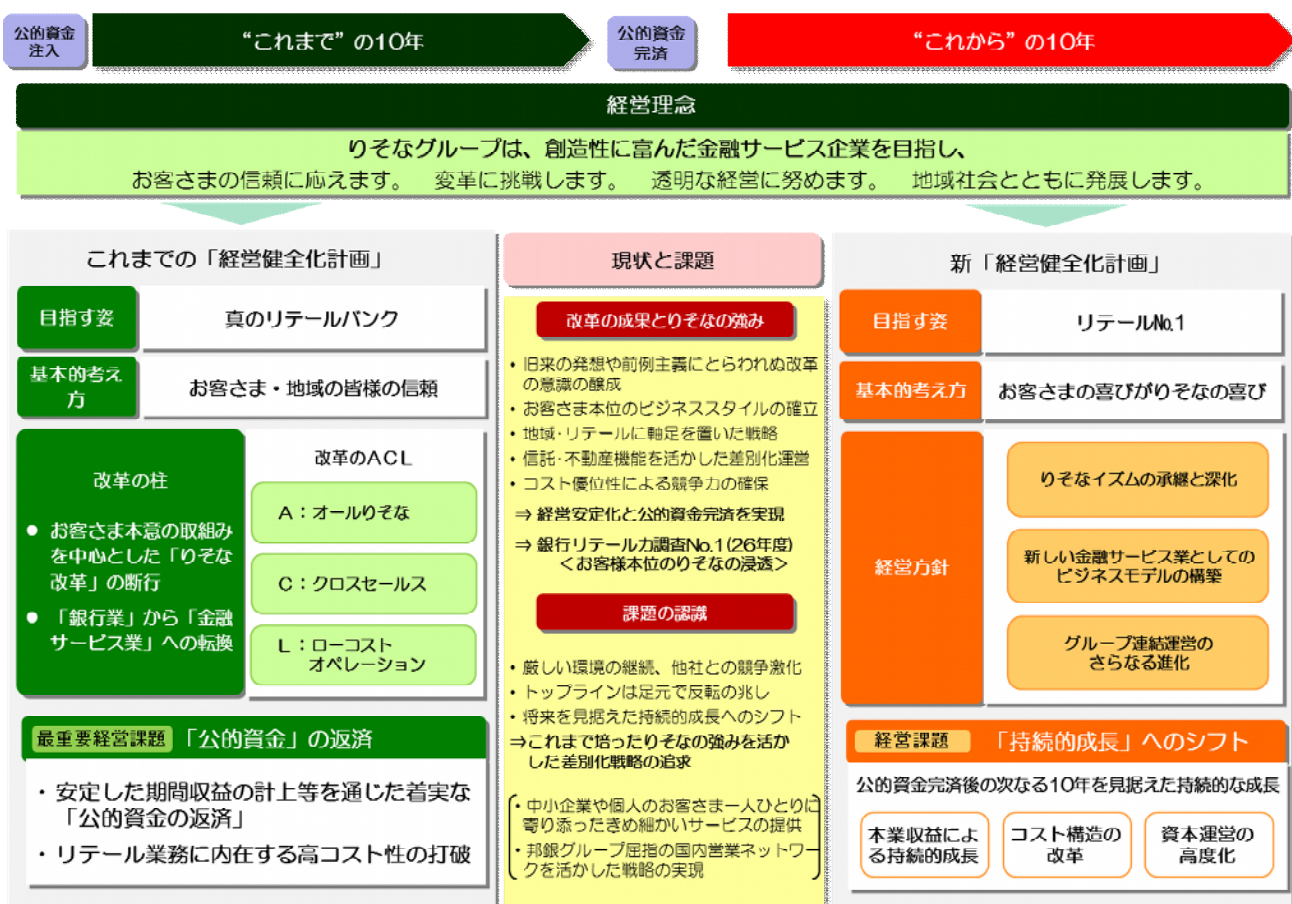 公的資金
注入
“これまで”の10年
公的資金
完済
“これから”の10年
経営理念
りそなグループは、創造性に富んだ金融サービス企業を目指し、
お客さまの信頼に応えます。　変革に挑戦します。　透明な経営に努めます。　地域社会とともに発展します。
これまでの「経営健全化計画」
目指す姿
真のリテールバンク
基本的考え
方
お客さま・地域の皆様の信頼
改革の柱
● お客さま本意の取組み
を中心とした「りそな
改革」の断行
● 「銀行業」から「金融
サービス業」への転換
改革のACL
A：オールりそな
C：クロスセールス
L：ローコスト
オペレーション
最重要経営課題 「公的資金」の返済
・安定した期間収益の計上等を通じた着実な
「公的資金の返済」
・リテール業務に内在する高コスト性の打破
現状と課題
改革の成果とりそなの強み
・旧来の発想や前例主義にとらわれぬ改革
の意識の醸成
・お客さま本位のビジネススタイルの確立
・地域・リテールに軸足を置いた戦略
・信託・不動産機能を活かした差別化運営
・コスト優位性による競争力の確保
⇒ 経営安定化と公的資金完済を実現
⇒ 銀行リテール力調査No.1(26年度)
＜お客様本位のりそなの浸透＞
課題の認識
・厳しい環境の継続、他社との競争激化
・トップラインは足元で反転の兆し
・将来を見据えた持続的成長へのシフト
⇒これまで培ったりそなの強みを活か
した差別化戦略の追求
・中小企業や個人のお客さま一人ひとりに
寄り添ったきめ細かいサービスの提供
・邦銀グループ屈指の国内営業ネットワー
クを活かした戦略の実現
新「経営健全化計画」
目指す姿
リテール№1
基本的考え方
お客さまの喜びがりそなの喜び
経営方針
りそなイズムの承継と深化
新しい金融サービス業としての
ビジネスモデルの構築
グループ連結運営の
さらなる進化
経営課題 「持続的成長」へのシフト
公的資金完済後の次なる10年を見据えた持続的な成長
本業収益によ
る持続的成長
コスト構造の
改革
資本運営の
高度化